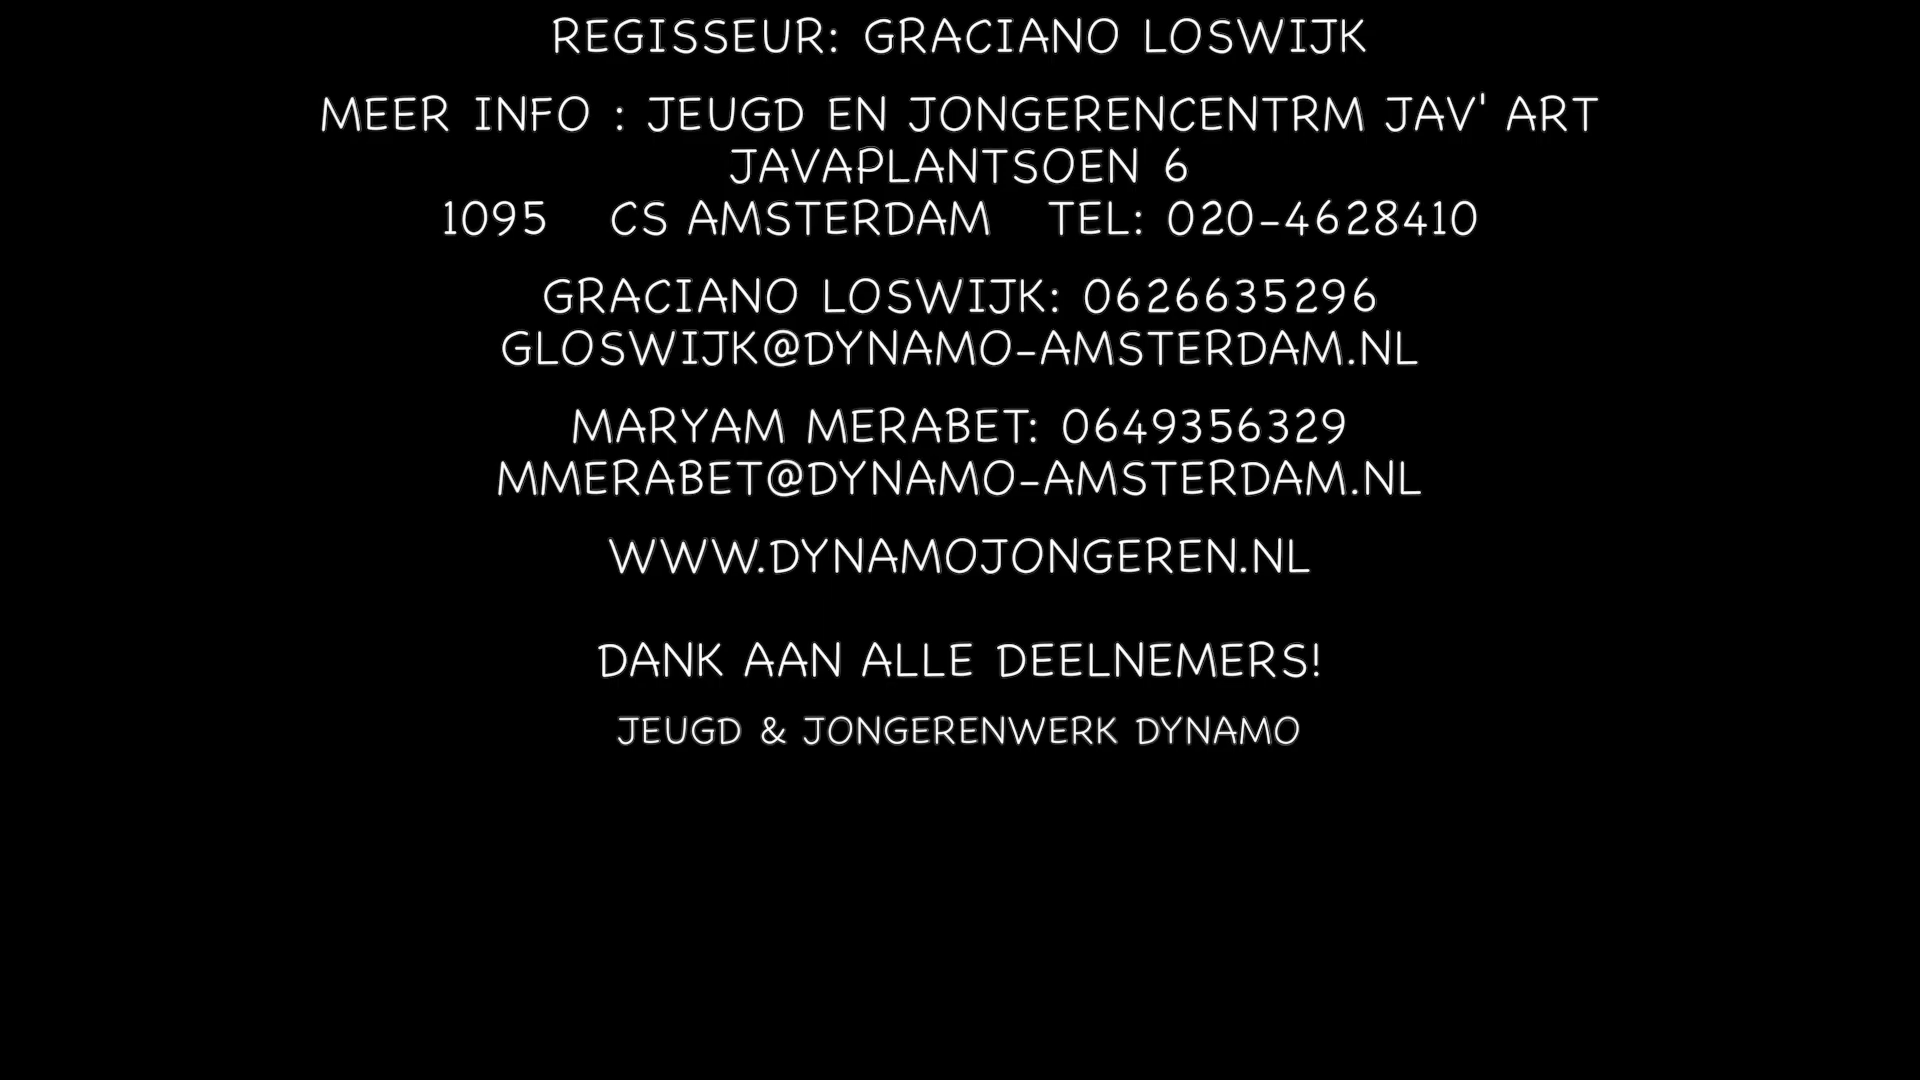 REGISSEUR: GRACIANO LOSWIJK
MEER INFO : JEUGD EN JONGERENCENTRM JAV' ART
JAVAPLANTSOEN 6
1095 CS AMSTERDAM TEL: 020-4628410
GRACIANO LOSWIJK: 0626635296
GLOSWIJK@DYNAMO-AMSTERDAM.NL
MARYAM MERABET: 0649356329
MMERABET@DYNAMO-AMSTERDAM.NL
WWW.DYNAMOJONGEREN.NL
DANK AAN ALLE DEELNEMERS!
JEUGD & JONGERENWERK DYNAMO